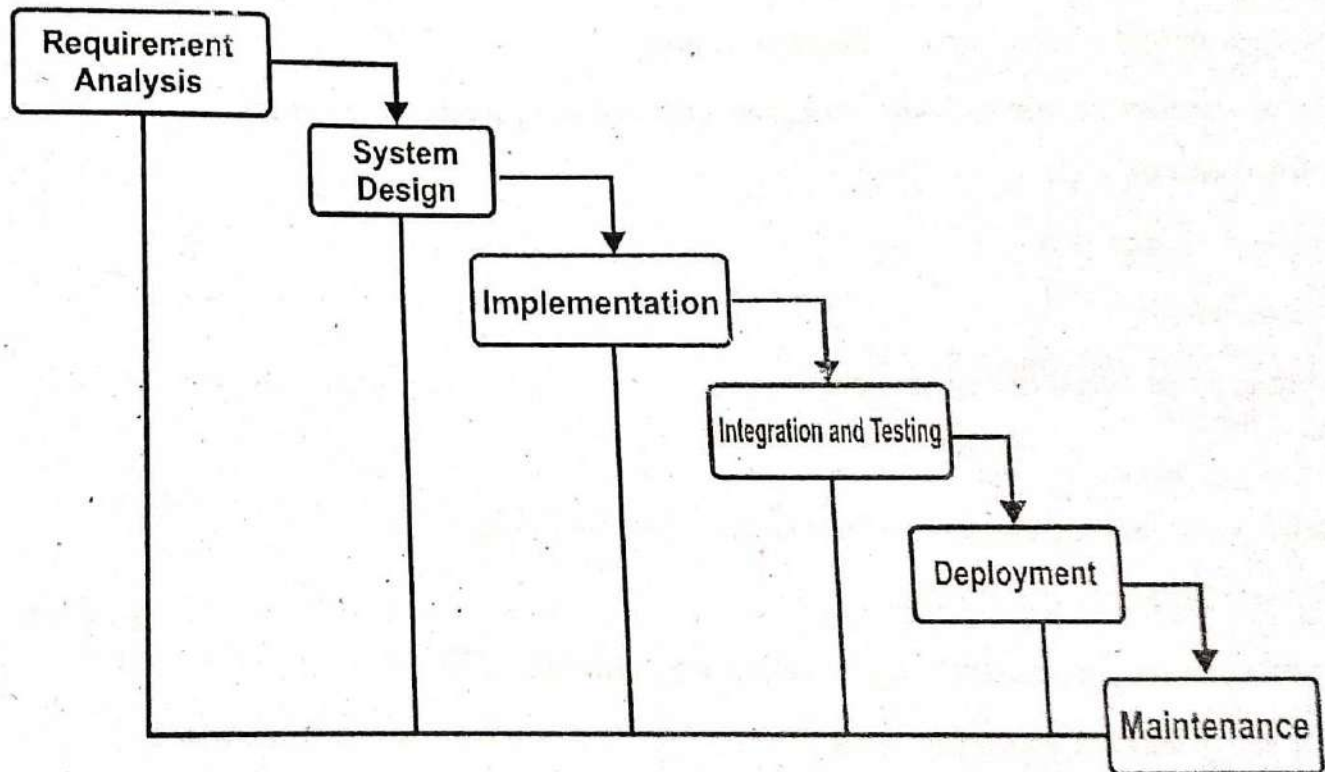 Requirement
Analysis
System
Design
Implementation
Integration and Testing
Deployment
Maintenance